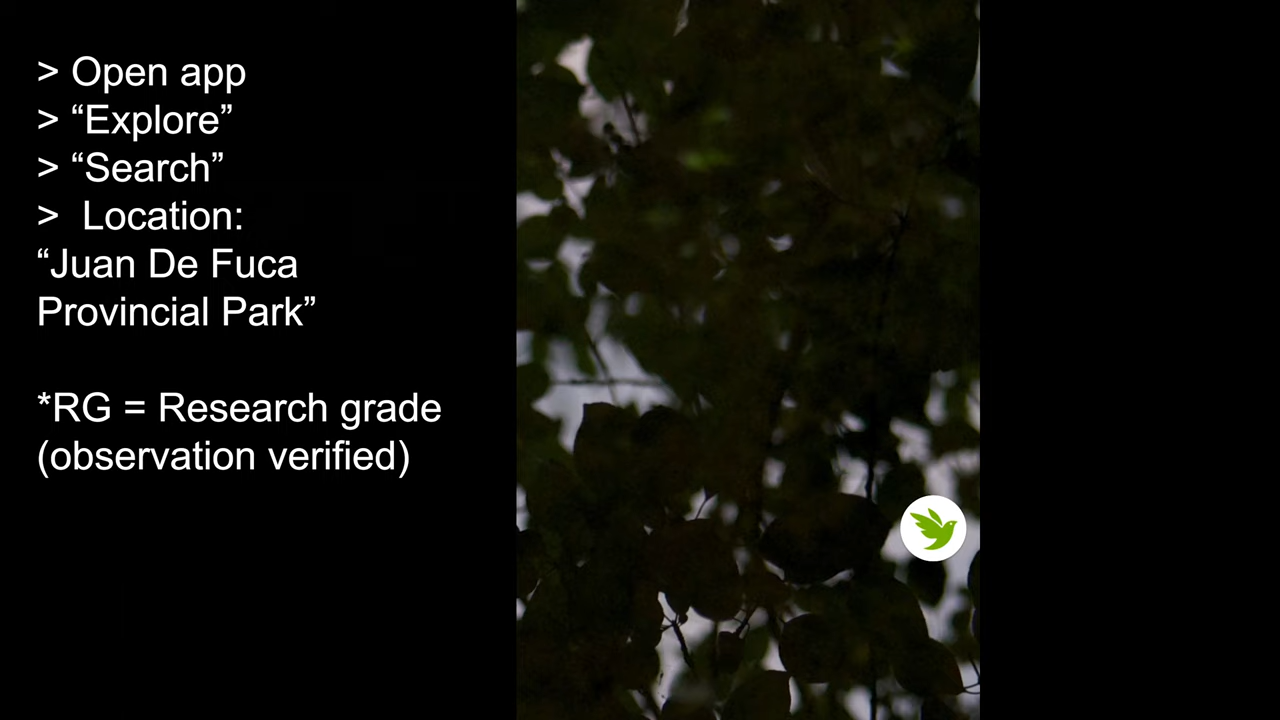 > Open app
> “Explore”
> “Search”
> Location:
“Juan De Fuca
Provincial Park”
*RG = Research grade
(observation verified)